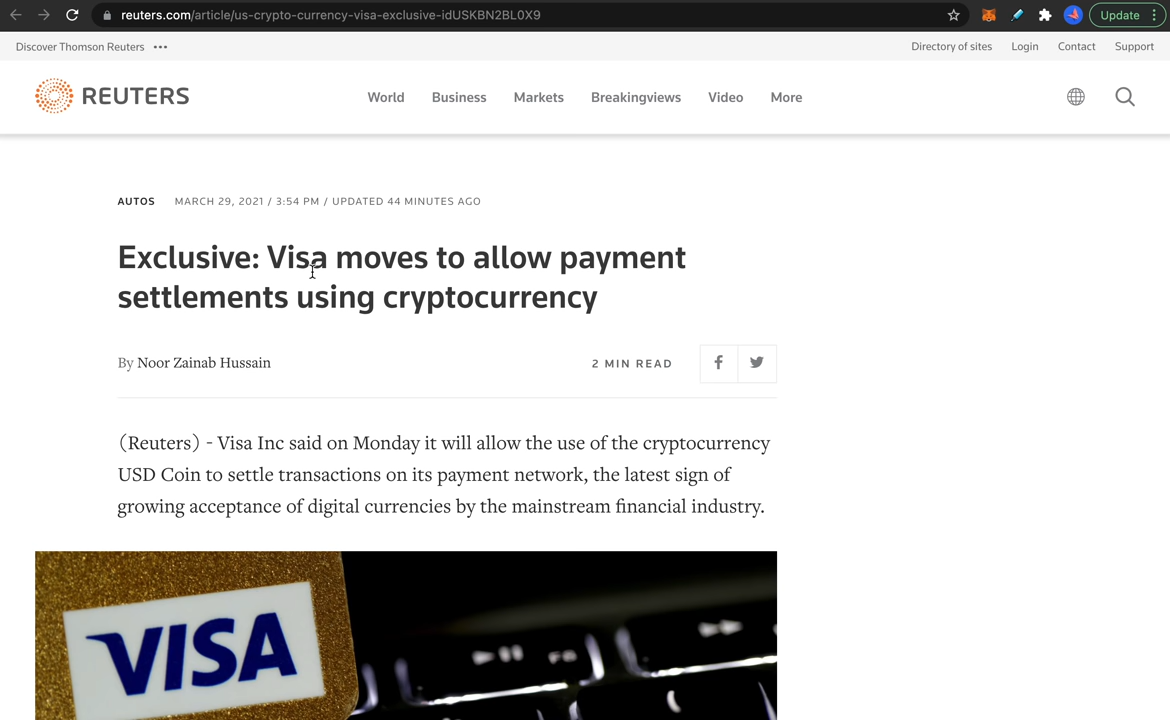 reuters.com/article/us-crypto-currency-visa-exclusive-idUSKBN2BL0X9
Update
Discover Thomson Reuters •••
Directory of sites Login Contact Support
REUTERS
World Business Markets Breakingviews Video More
AUTOS MARCH 29, 2021 / 3:54 PM / UPDATED 44 MINUTES AGO
Exclusive: Visa moves to allow payment
settlements using cryptocurrency
By Noor Zainab Hussain
2 MIN READ
(Reuters) - Visa Inc said on Monday it will allow the use of the cryptocurrency
USD Coin to settle transactions on its payment network, the latest sign of
growing acceptance of digital currencies by the mainstream financial industry.
VISA